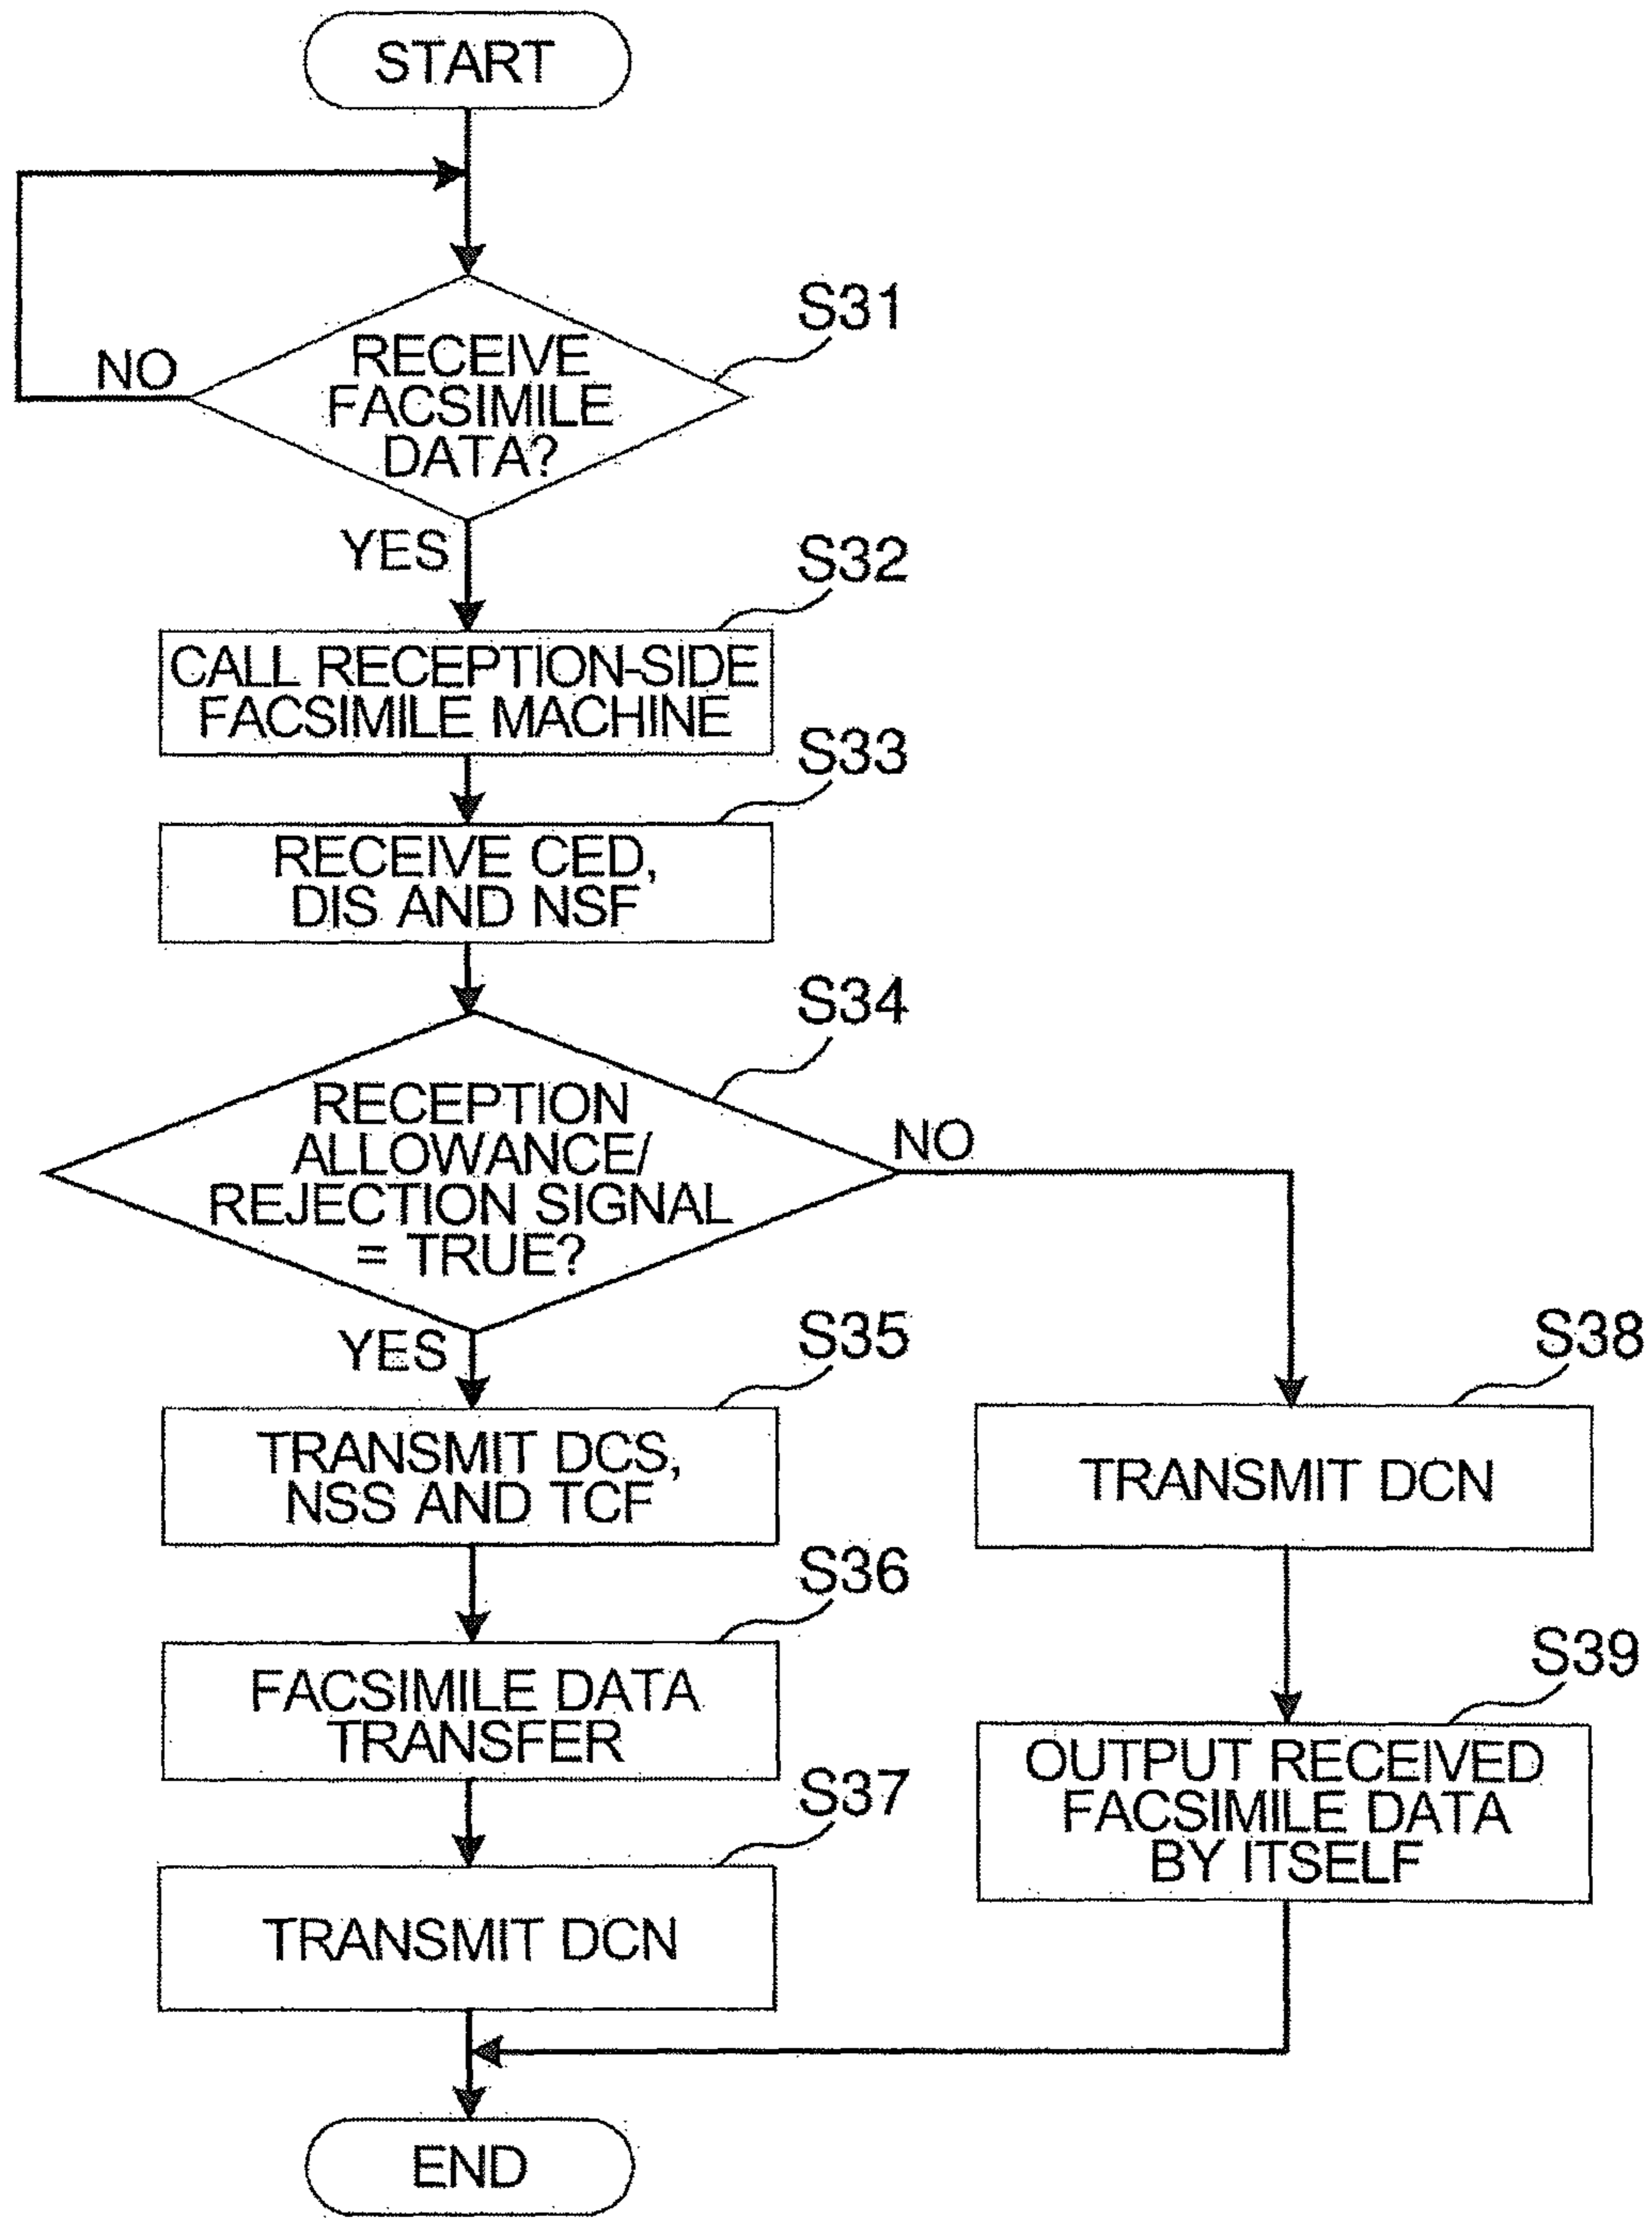 START
S31
RECEIVE
FACSIMILE
DATA?
NO
YES
S32
CALL RECEPTION-SIDE
FACSIMILE MACHINE
S33
RECEIVE CED,
DIS AND NSF
S34
RECEPTION
ALLOWANCE/
REJECTION SIGNAL
= TRUE?
NO
YES
S35
TRANSMIT DCS,
NSS AND TCF
S36
FACSIMILE DATA
TRANSFER
S37
TRANSMIT DCN
S38
TRANSMIT DCN
S39
OUTPUT RECEIVED
FACSIMILE DATA
BY ITSELF
END